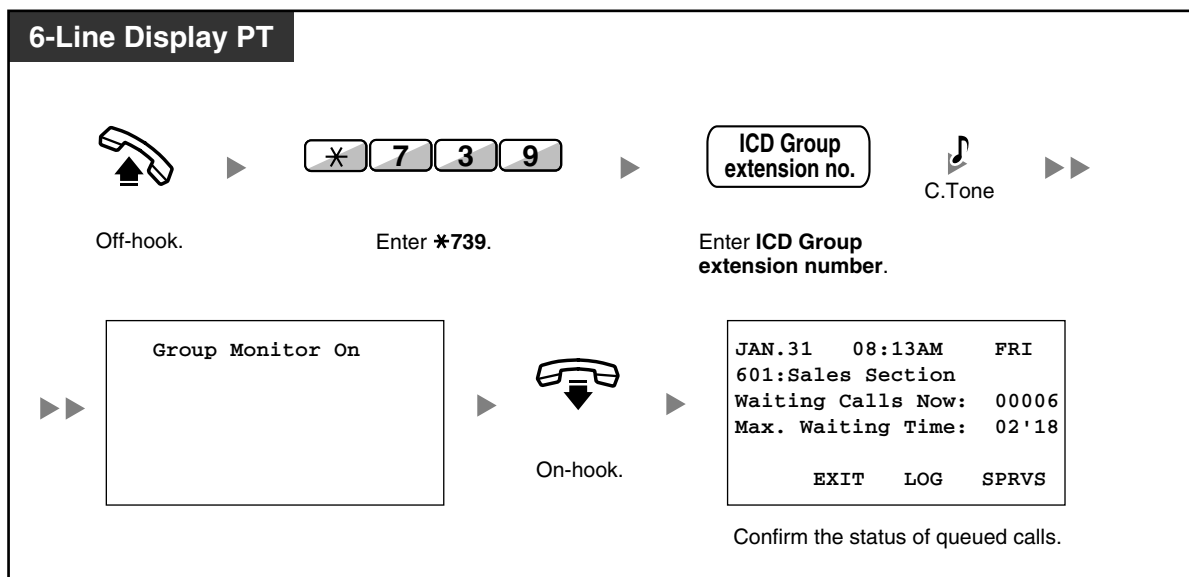 6-Line Display PT
✳ 7 3 9
ICD Group
extension no.
C.Tone
Off-hook.
Enter ✳739.
Enter ICD Group
extension number.
Group Monitor On
On-hook.
JAN.31 08:13AM FRI
601:Sales Section
Waiting Calls Now: 00006
Max. Waiting Time: 02'18
EXIT LOG SPRVS
Confirm the status of queued calls.